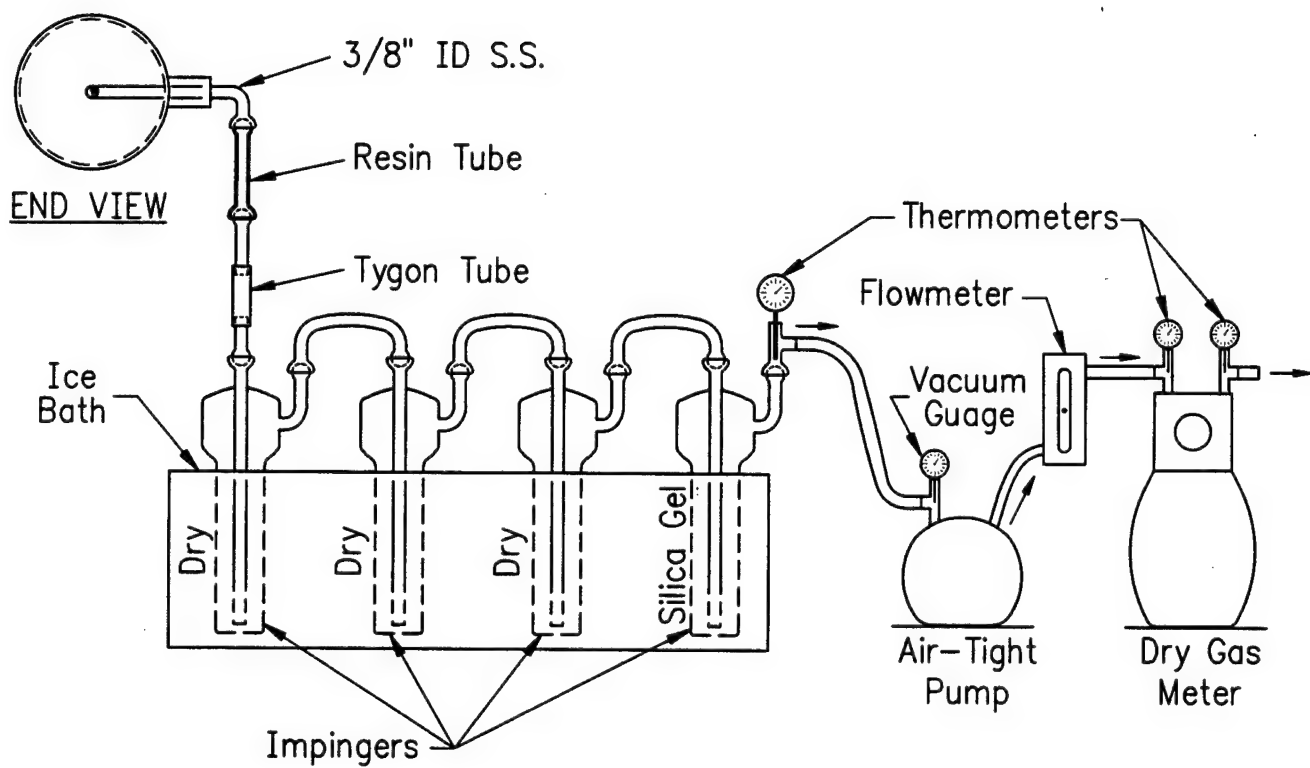 3/8" ID S.S.
Resin Tube
END VIEW
Thermometers
Tygon Tube
Flowmeter
Ice
Bath
Vacuum
Guage
Dry
Dry
Dry
Silica Gel
Air-Tight
Pump
Dry Gas
Meter
Impingers